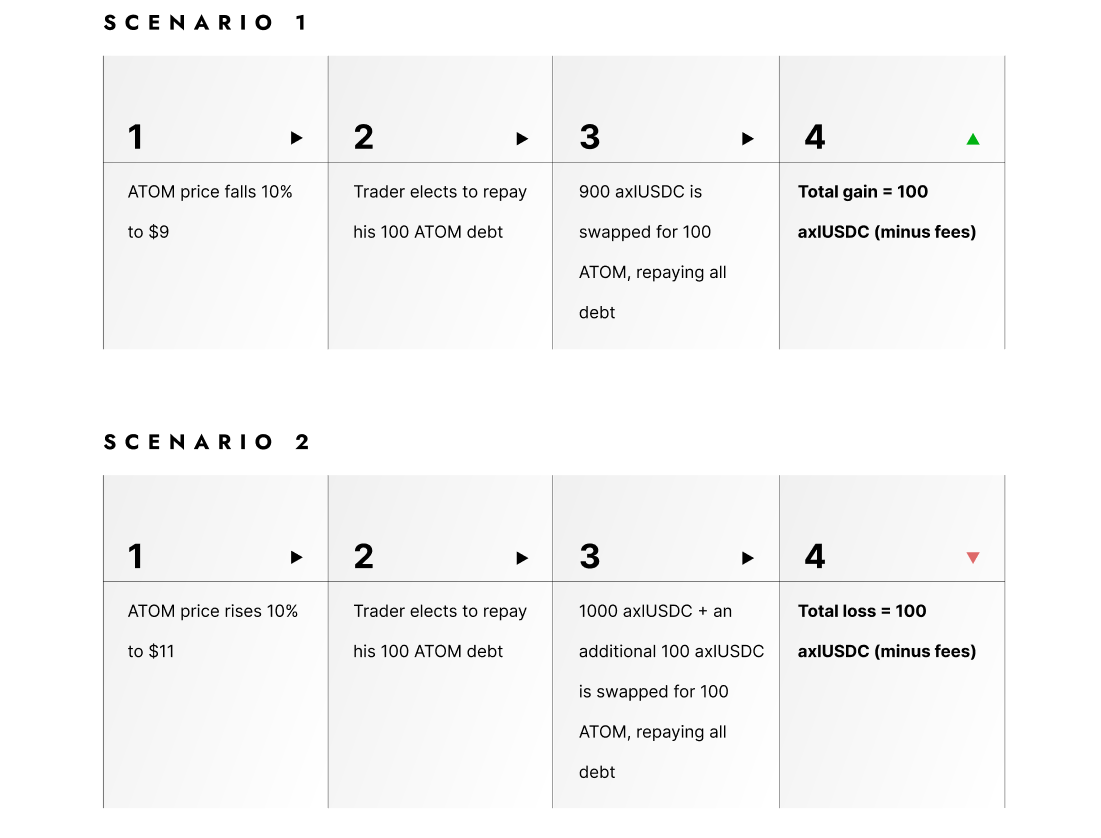 SCENARIO 1
1
2
3
4
ATOM price falls 10%
to $9
Trader elects to repay
his 100 ATOM debt
900 axlUSDC is
swapped for 100
ATOM, repaying all
debt
Total gain = 100
axlUSDC (minus fees)
SCENARIO 2
1
2
3
4
ATOM price rises 10%
to $11
Trader elects to repay
his 100 ATOM debt
1000 axlUSDC + an
additional 100 axlUSDC
is swapped for 100
ATOM, repaying all
debt
Total loss = 100
axlUSDC (minus fees)